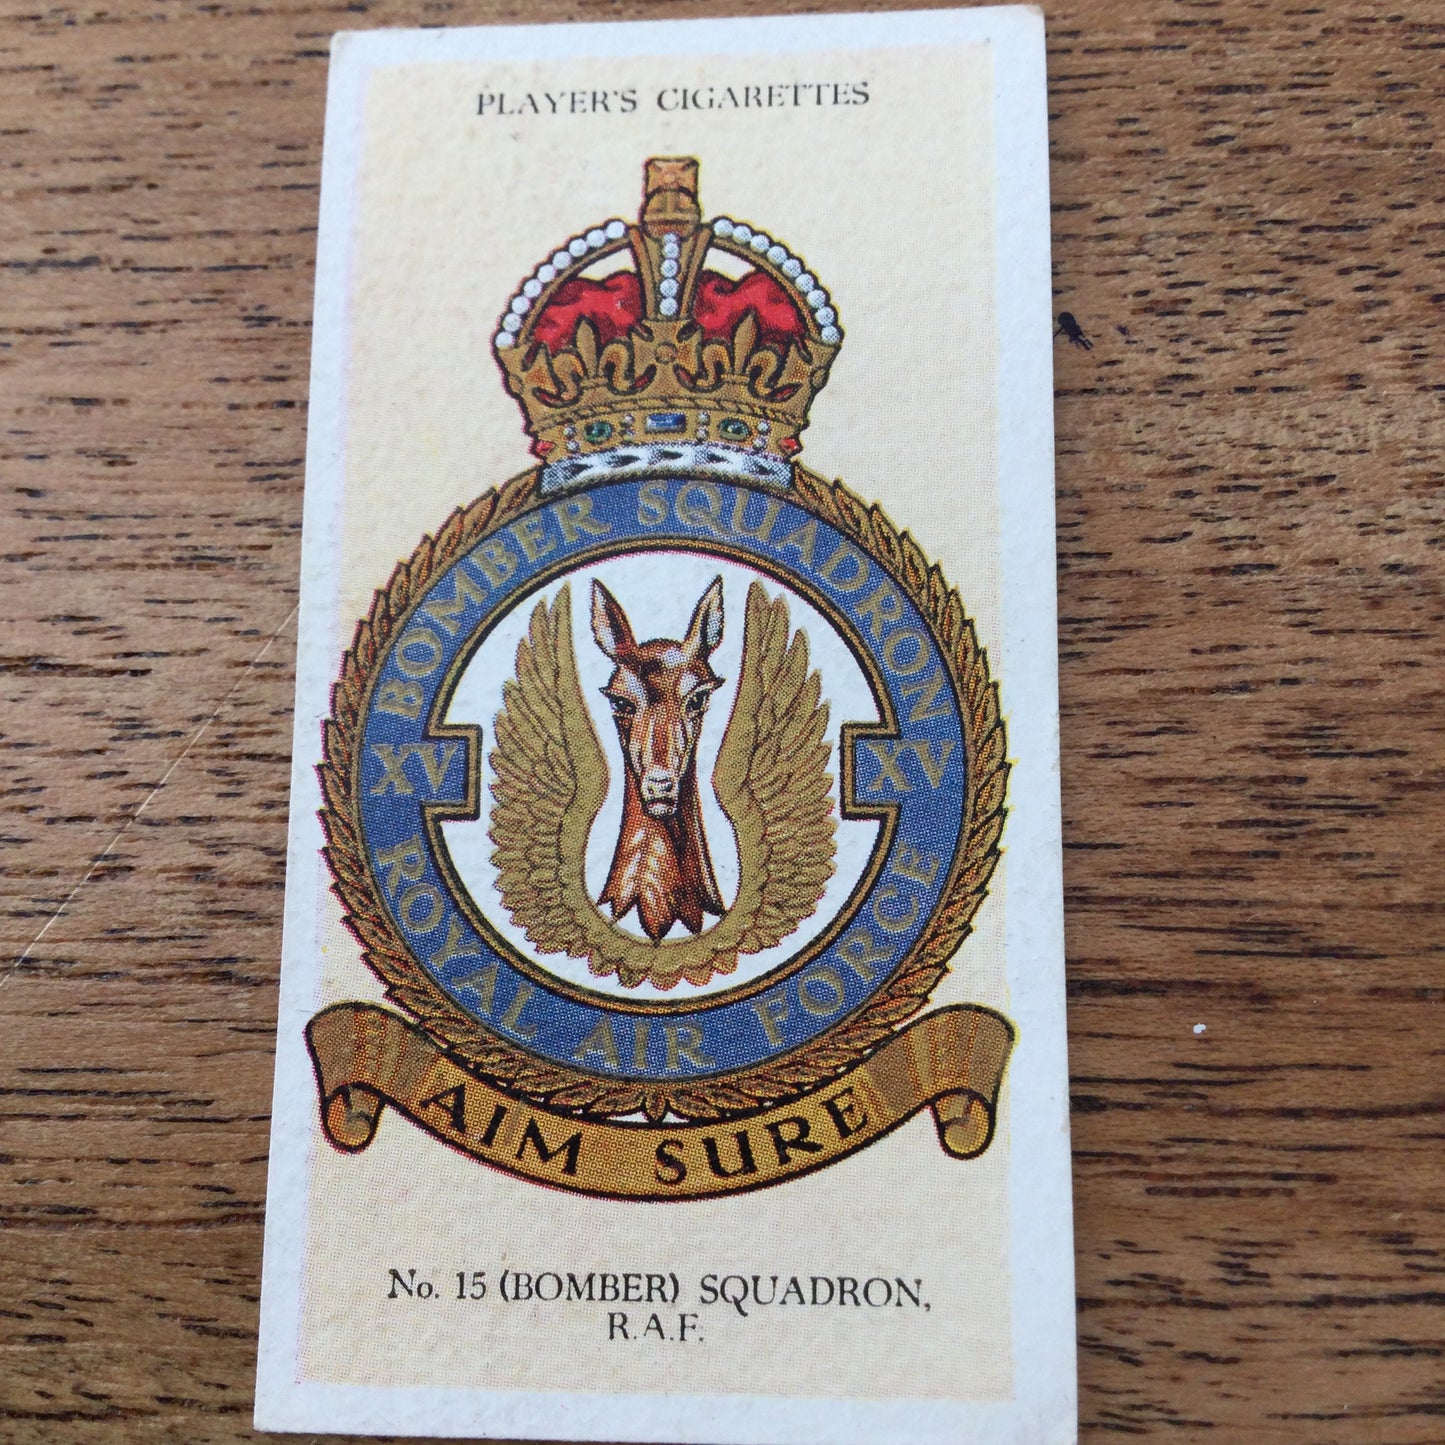 PLAYER'S CIGARETTES
BOMBER SQUADRON
XV XV
ROYAL AIR FORCE
AIM SURE
No. 15 (BOMBER) SQUADRON,
R.A.F.